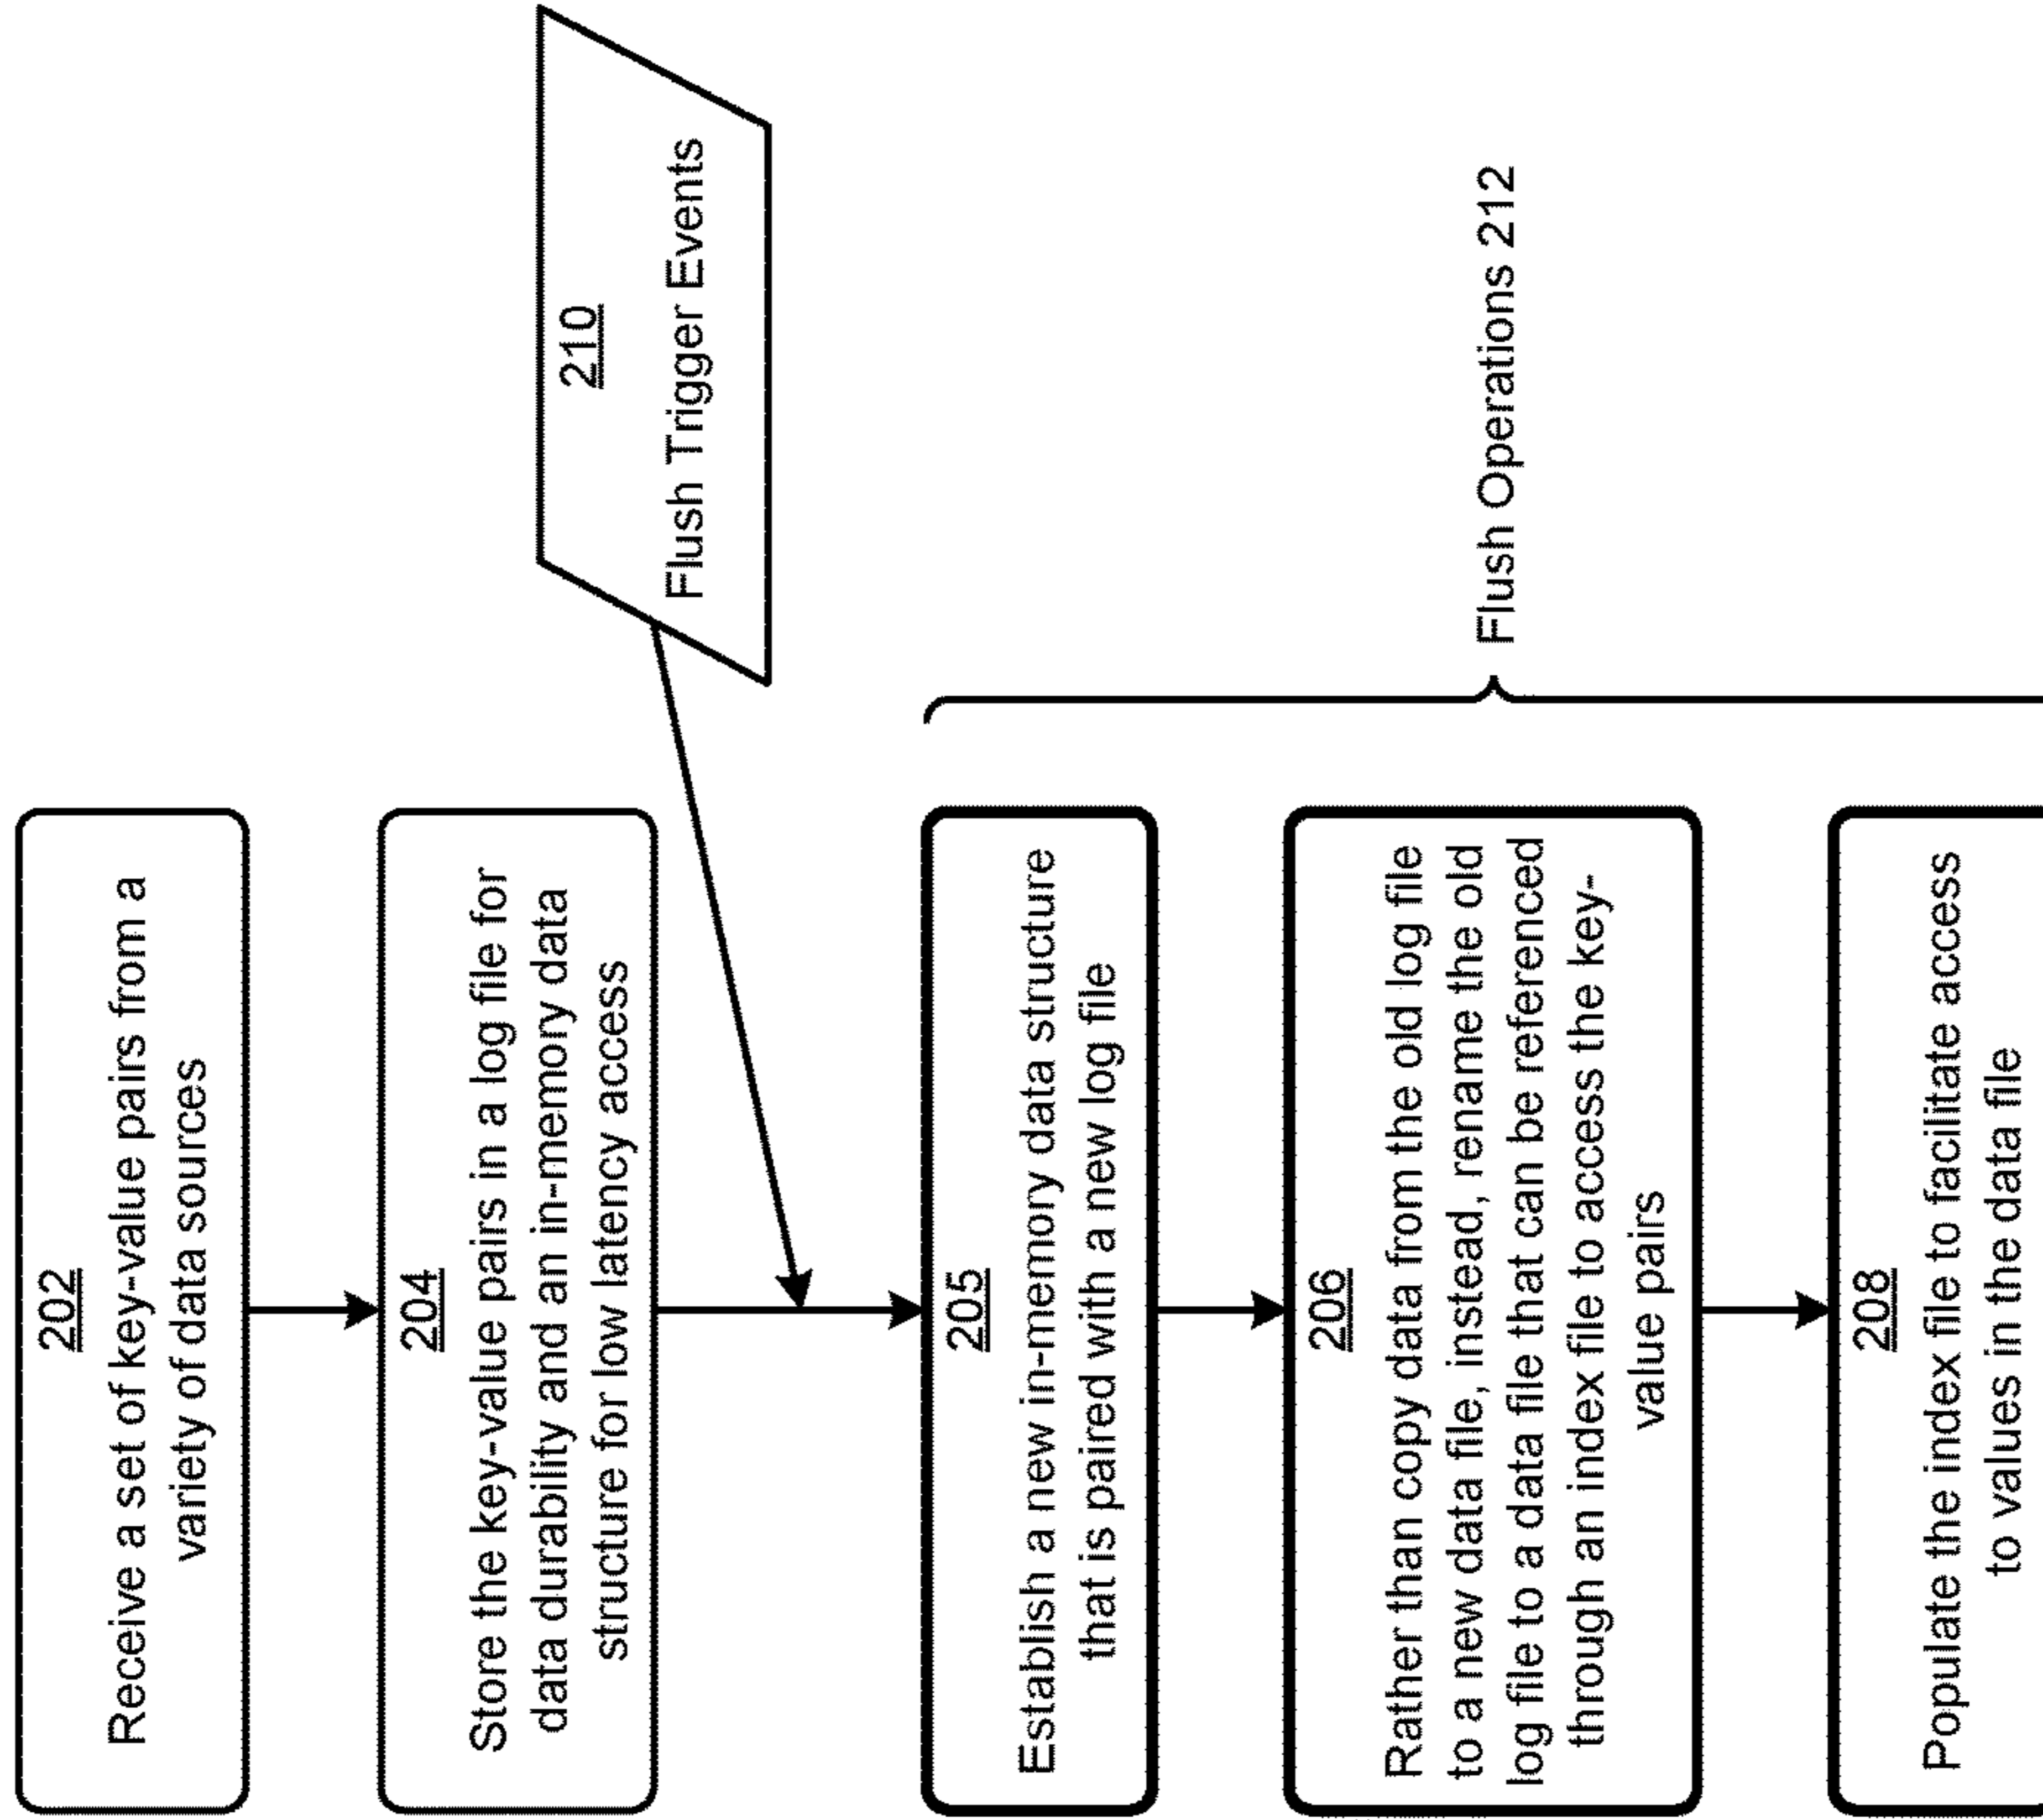 202
Receive a set of key-value pairs from a
variety of data sources
204
Store the key-value pairs in a log file for
data durability and an in-memory data
structure for low latency access
210
Flush Trigger Events
205
Establish a new in-memory data structure
that is paired with a new log file
206
Rather than copy data from the old log file
to a new data file, instead, rename the old
log file to a data file that can be referenced
through an index file to access the key-
value pairs
208
Populate the index file to facilitate access
to values in the data file
Flush Operations 212